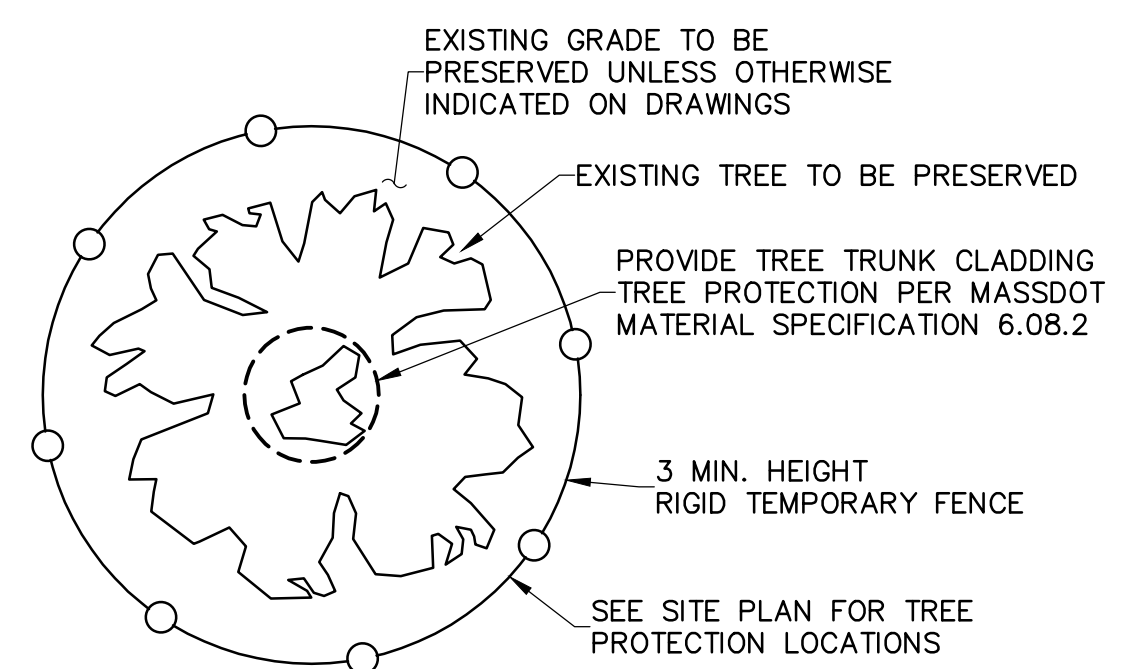 EXISTING GRADE TO BE
PRESERVED UNLESS OTHERWISE
INDICATED ON DRAWINGS
EXISTING TREE TO BE PRESERVED
PROVIDE TREE TRUNK CLADDING
TREE PROTECTION PER MASSDOT
MATERIAL SPECIFICATION 6.08.2
3 MIN. HEIGHT
RIGID TEMPORARY FENCE
SEE SITE PLAN FOR TREE
PROTECTION LOCATIONS